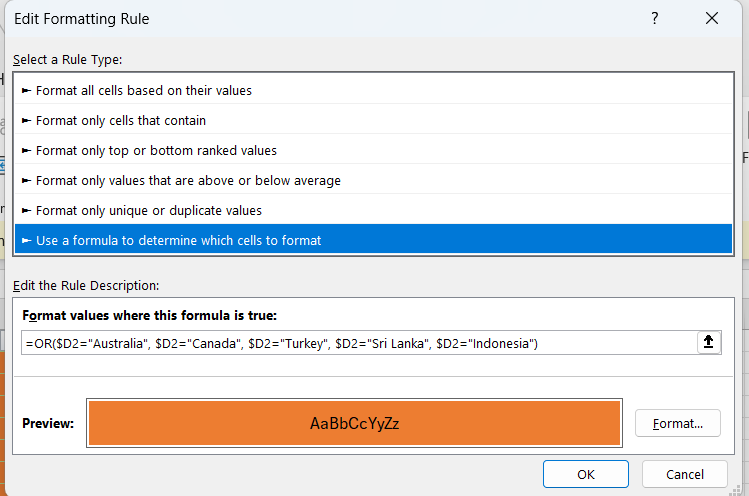 Edit Formatting Rule
?
Select a Rule Type:
► Format all cells based on their values
► Format only cells that contain
► Format only top or bottom ranked values
► Format only values that are above or below average
► Format only unique or duplicate values
► Use a formula to determine which cells to format
Edit the Rule Description:
Format values where this formula is true:
=OR($D2="Australia", $D2="Canada", $D2="Turkey", $D2="Sri Lanka", $D2="Indonesia")
Preview:
AaBbCcYyZz
Format...
OK
Cancel